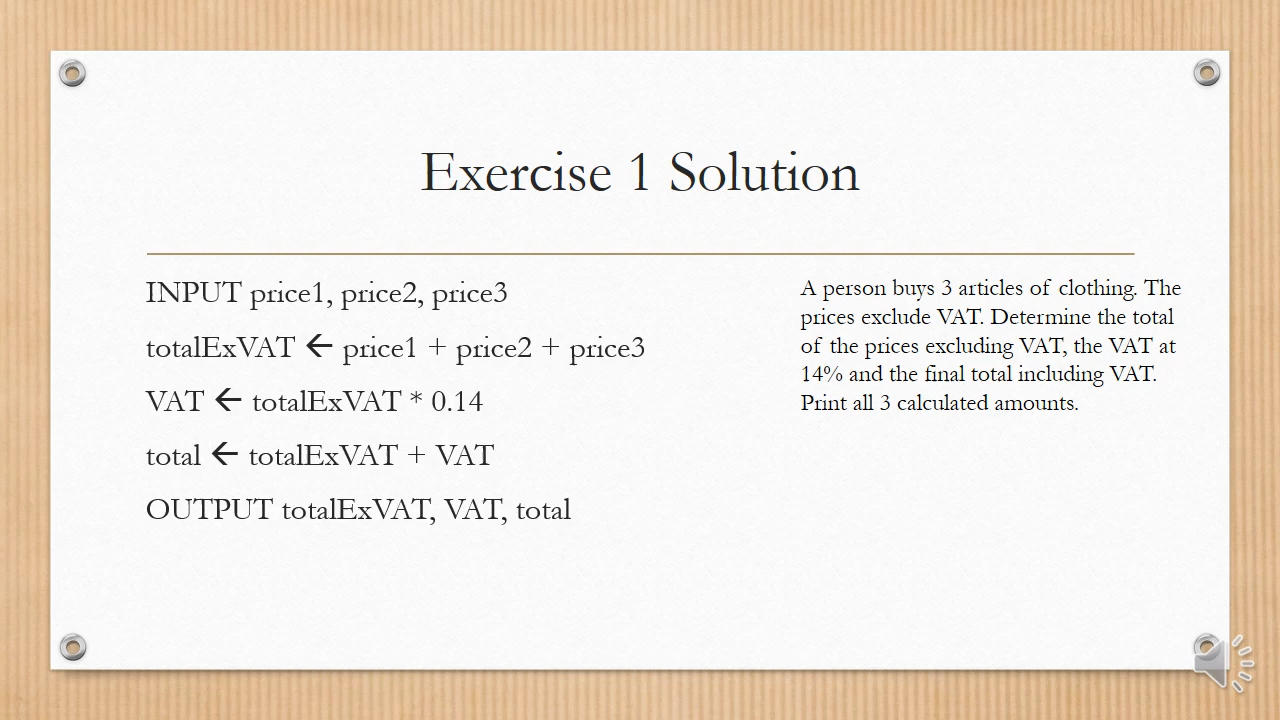 Exercise 1 Solution
INPUT price1, price2, price3
totalExVAT ← price1 + price2 + price3
VAT ← totalExVAT * 0.14
total ← totalExVAT + VAT
OUTPUT totalExVAT, VAT, total
A person buys 3 articles of clothing. The
prices exclude VAT. Determine the total
of the prices excluding VAT, the VAT at
14% and the final total including VAT.
Print all 3 calculated amounts.